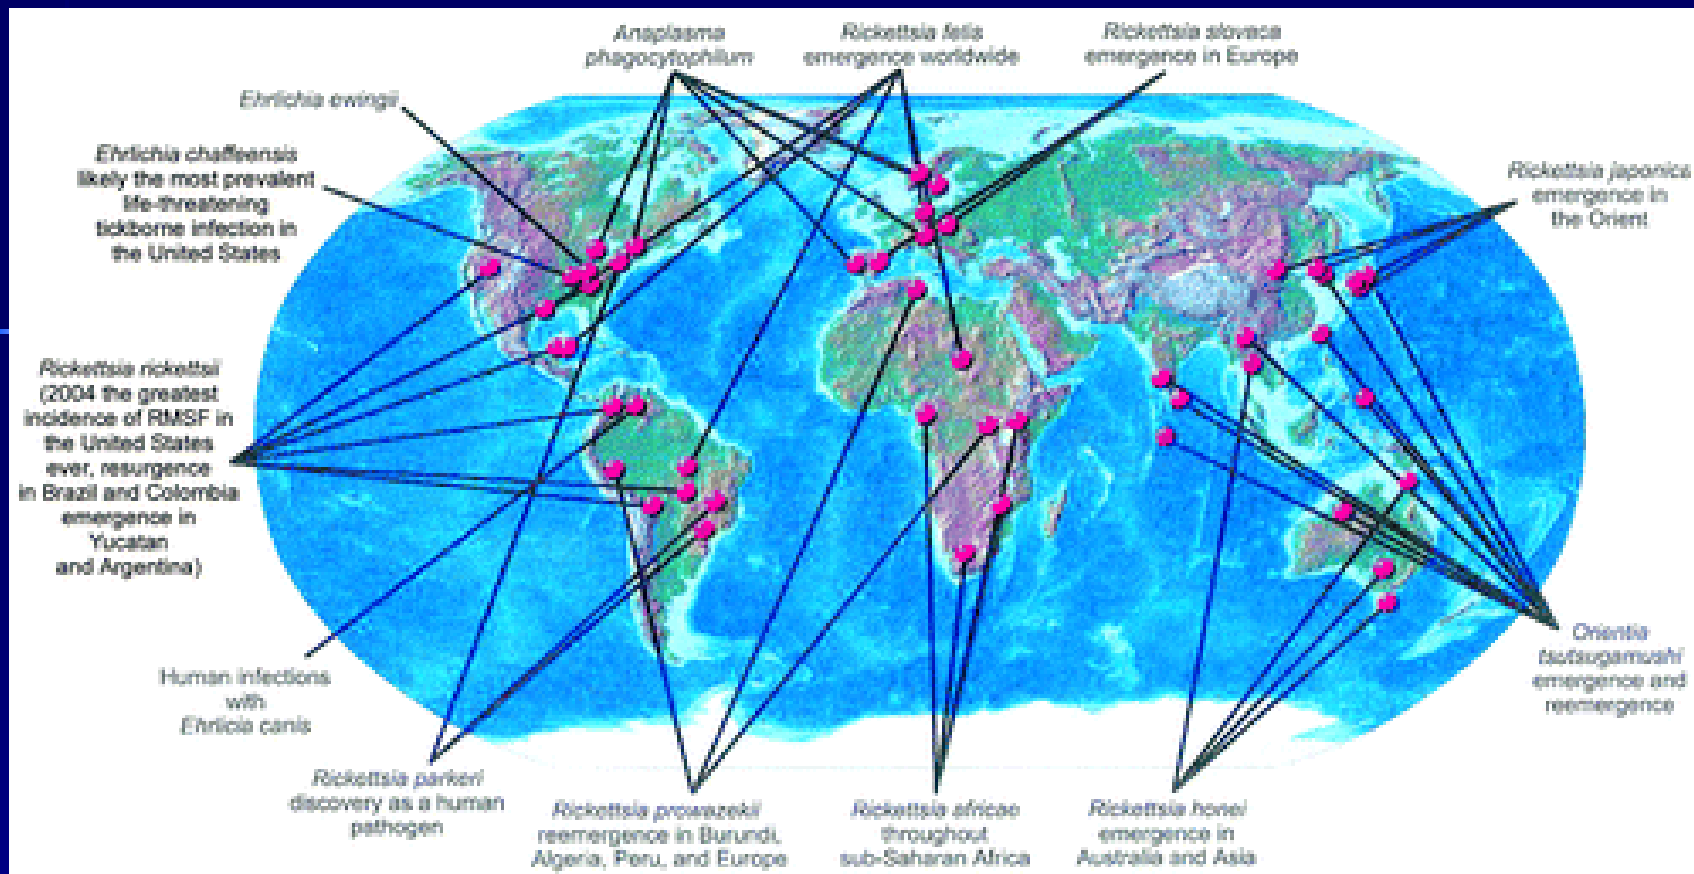 Anaplasma
phagocytophilum
Rickettsia felis
emergence worldwide
Rickettsia slovaca
emergence in Europe
Ehrlichia ewingii
Ehrlichia chaffeensis
likely the most prevalent
life-threatening
tickborne infection in
the United States
Rickettsia japonica
emergence in
the Orient
Rickettsia rickettsii
(2004 the greatest
incidence of RMSF in
the United States
ever, resurgence
in Brazil and Colombia
emergence in
Yucatan
and Argentina)
Human infections
with
Ehrlicia canis
Orientia
tsutsugamushi
emergence and
reemergence
Rickettsia parkeri
discovery as a human
pathogen
Rickettsia prowazekii
reemergence in Burundi,
Algeria, Peru, and Europe
Rickettsia africae
throughout
sub-Saharan Africa
Rickettsia honei
emergence in
Australia and Asia